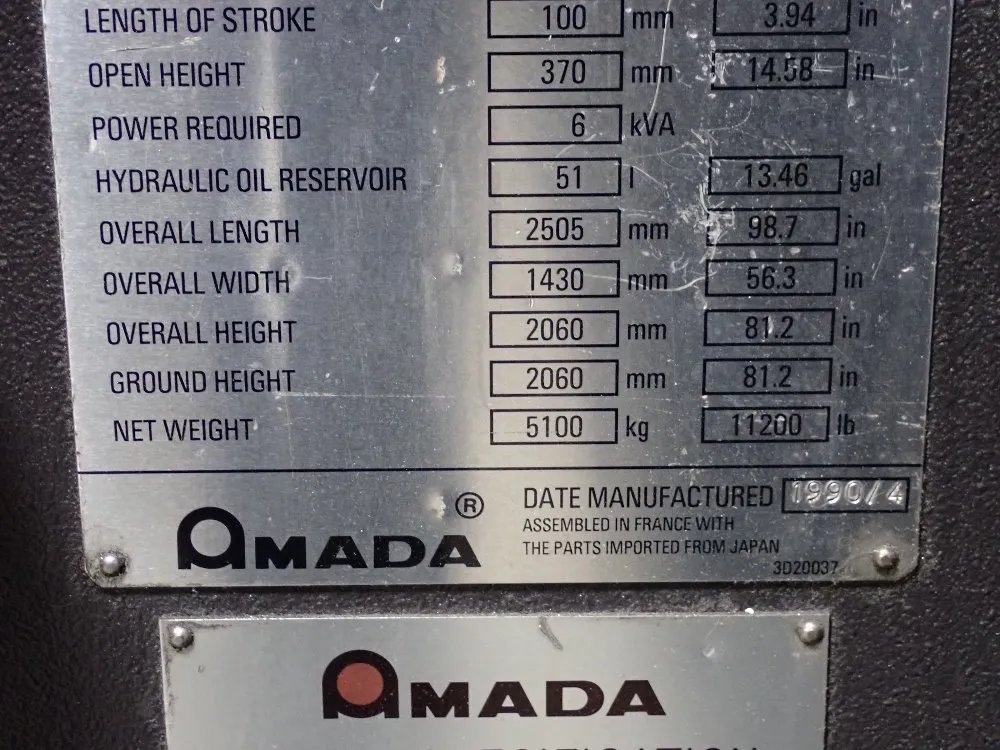 LENGTH OF STROKE 100 mm 3.94 in
OPEN HEIGHT 370 mm 14.58 in
POWER REQUIRED 6 kVA
HYDRAULIC OIL RESERVOIR 51 l 13.46 gal
OVERALL LENGTH 2505 mm 98.7 in
OVERALL WIDTH 1430 mm 56.3 in
OVERALL HEIGHT 2060 mm 81.2 in
GROUND HEIGHT 2060 mm 81.2 in
NET WEIGHT 5100 kg 11200 lb
AMADA ®
DATE MANUFACTURED 1990/4
ASSEMBLED IN FRANCE WITH
THE PARTS IMPORTED FROM JAPAN
3D20037
AMADA